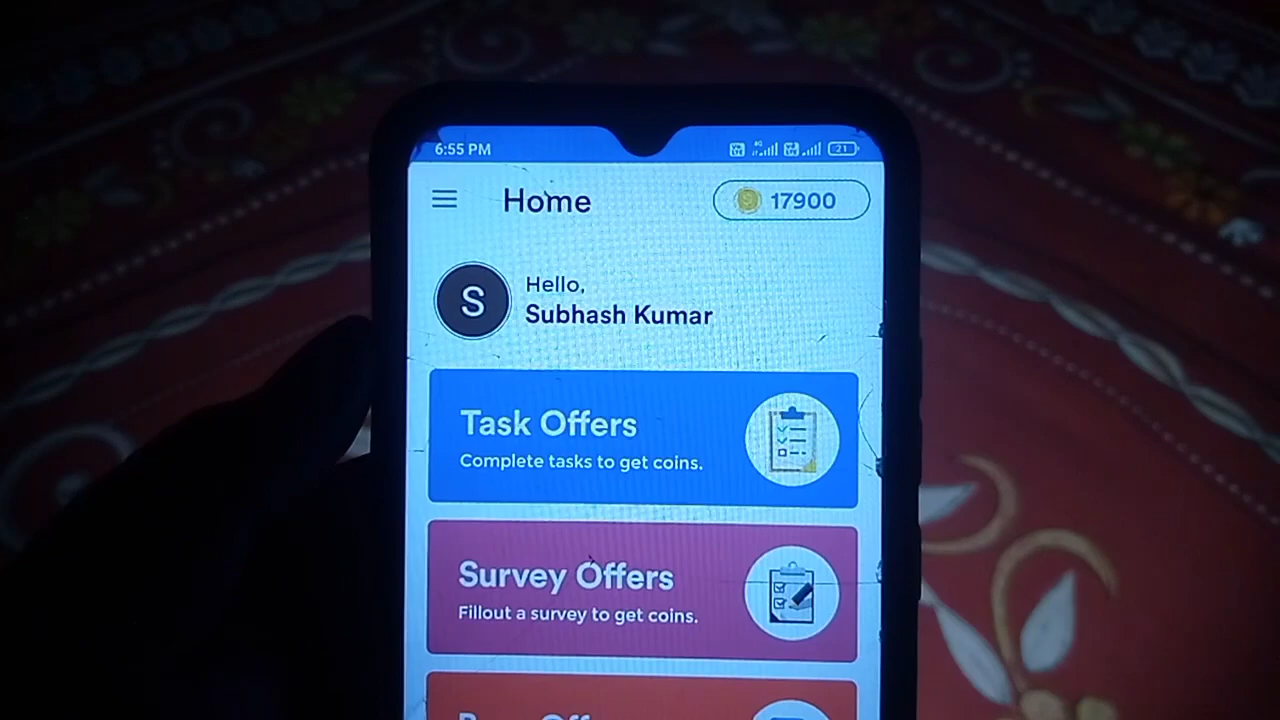 6:55 PM
21
Home
17900
S
Hello,
Subhash Kumar
Task Offers
Complete tasks to get coins.
Survey Offers
Fillout a survey to get coins.